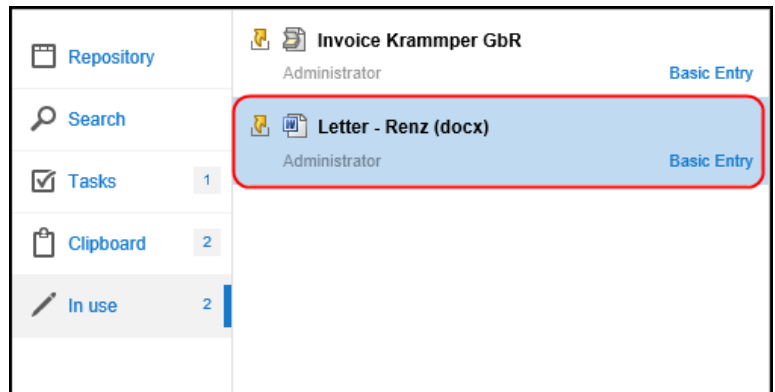 Repository
Search
Tasks 1
Clipboard 2
In use 2
Invoice Krammper GbR
Administrator Basic Entry
Letter - Renz (docx)
Administrator Basic Entry